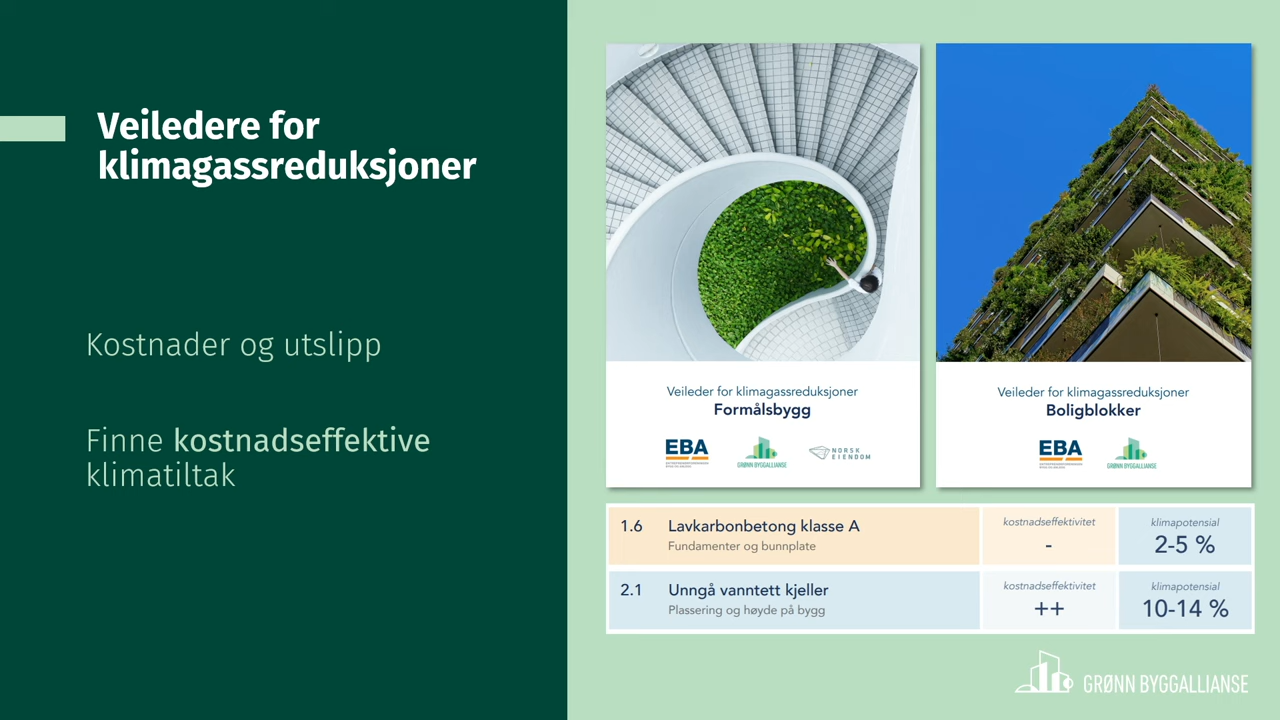 Veiledere for
klimagassreduksjoner
Kostnader og utslipp
Finne kostnadseffektive
klimatiltak
Veileder for klimagassreduksjoner
Formålsbygg
EBA
GRØNN BYGGALLIANSE
NORSK
EIENDOM
Veileder for klimagassreduksjoner
Boligblokker
EBA
GRØNN BYGGALLIANSE
1.6 Lavkarbonbetong klasse A
Fundamenter og bunnplate
kostnadseffektivitet
-
klimapotensial
2-5 %
2.1 Unngå vanntett kjeller
Plassering og høyde på bygg
kostnadseffektivitet
++
klimapotensial
10-14 %
GRØNN BYGGALLIANSE